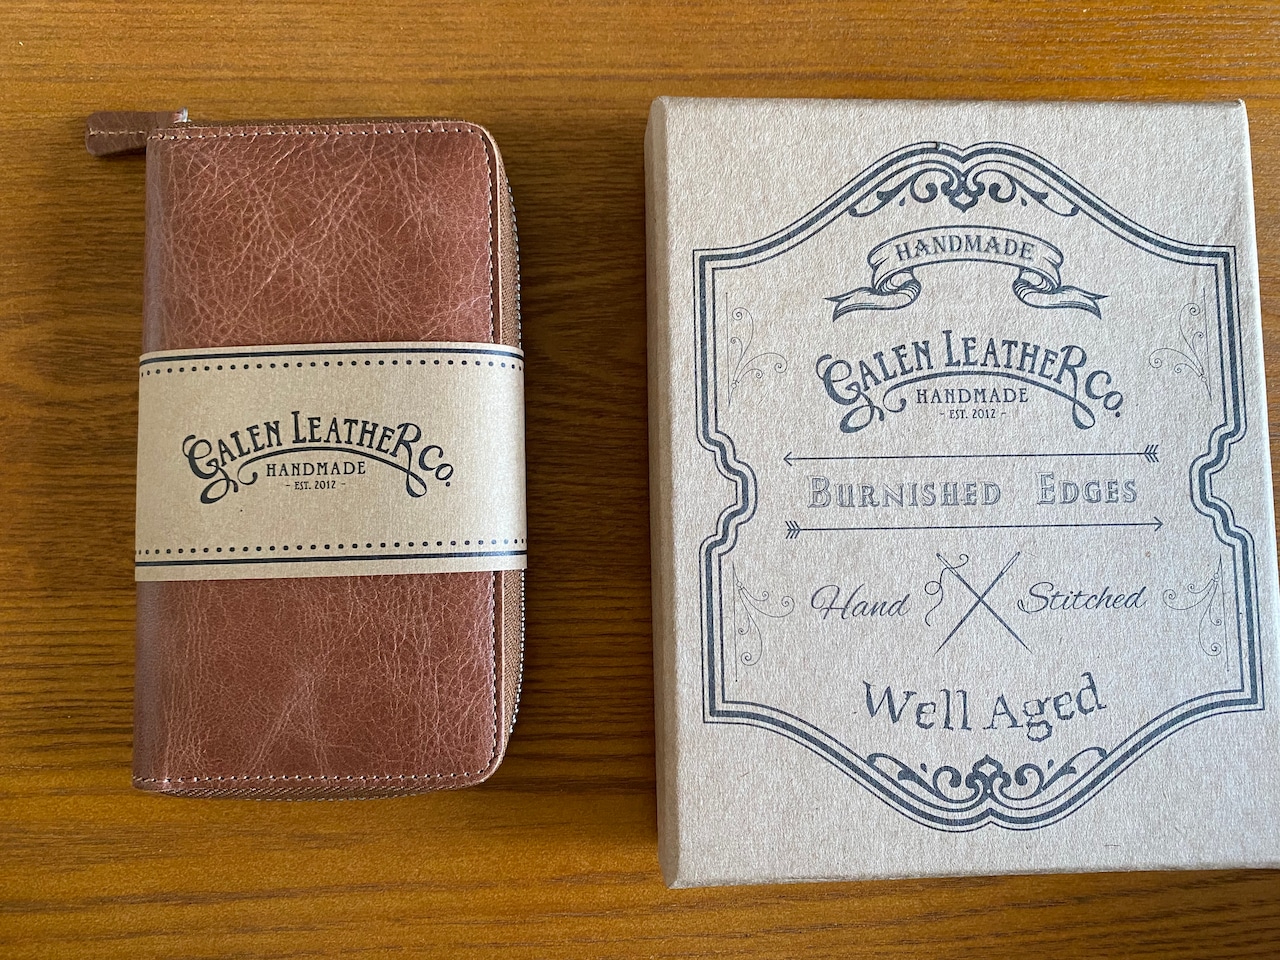 GALEN LEATHER CO.
HANDMADE
- EST. 2012 -
HANDMADE
GALEN LEATHER CO.
HANDMADE
- EST. 2012 -
BURNISHED EDGES
Hand Stitched
Well Aged